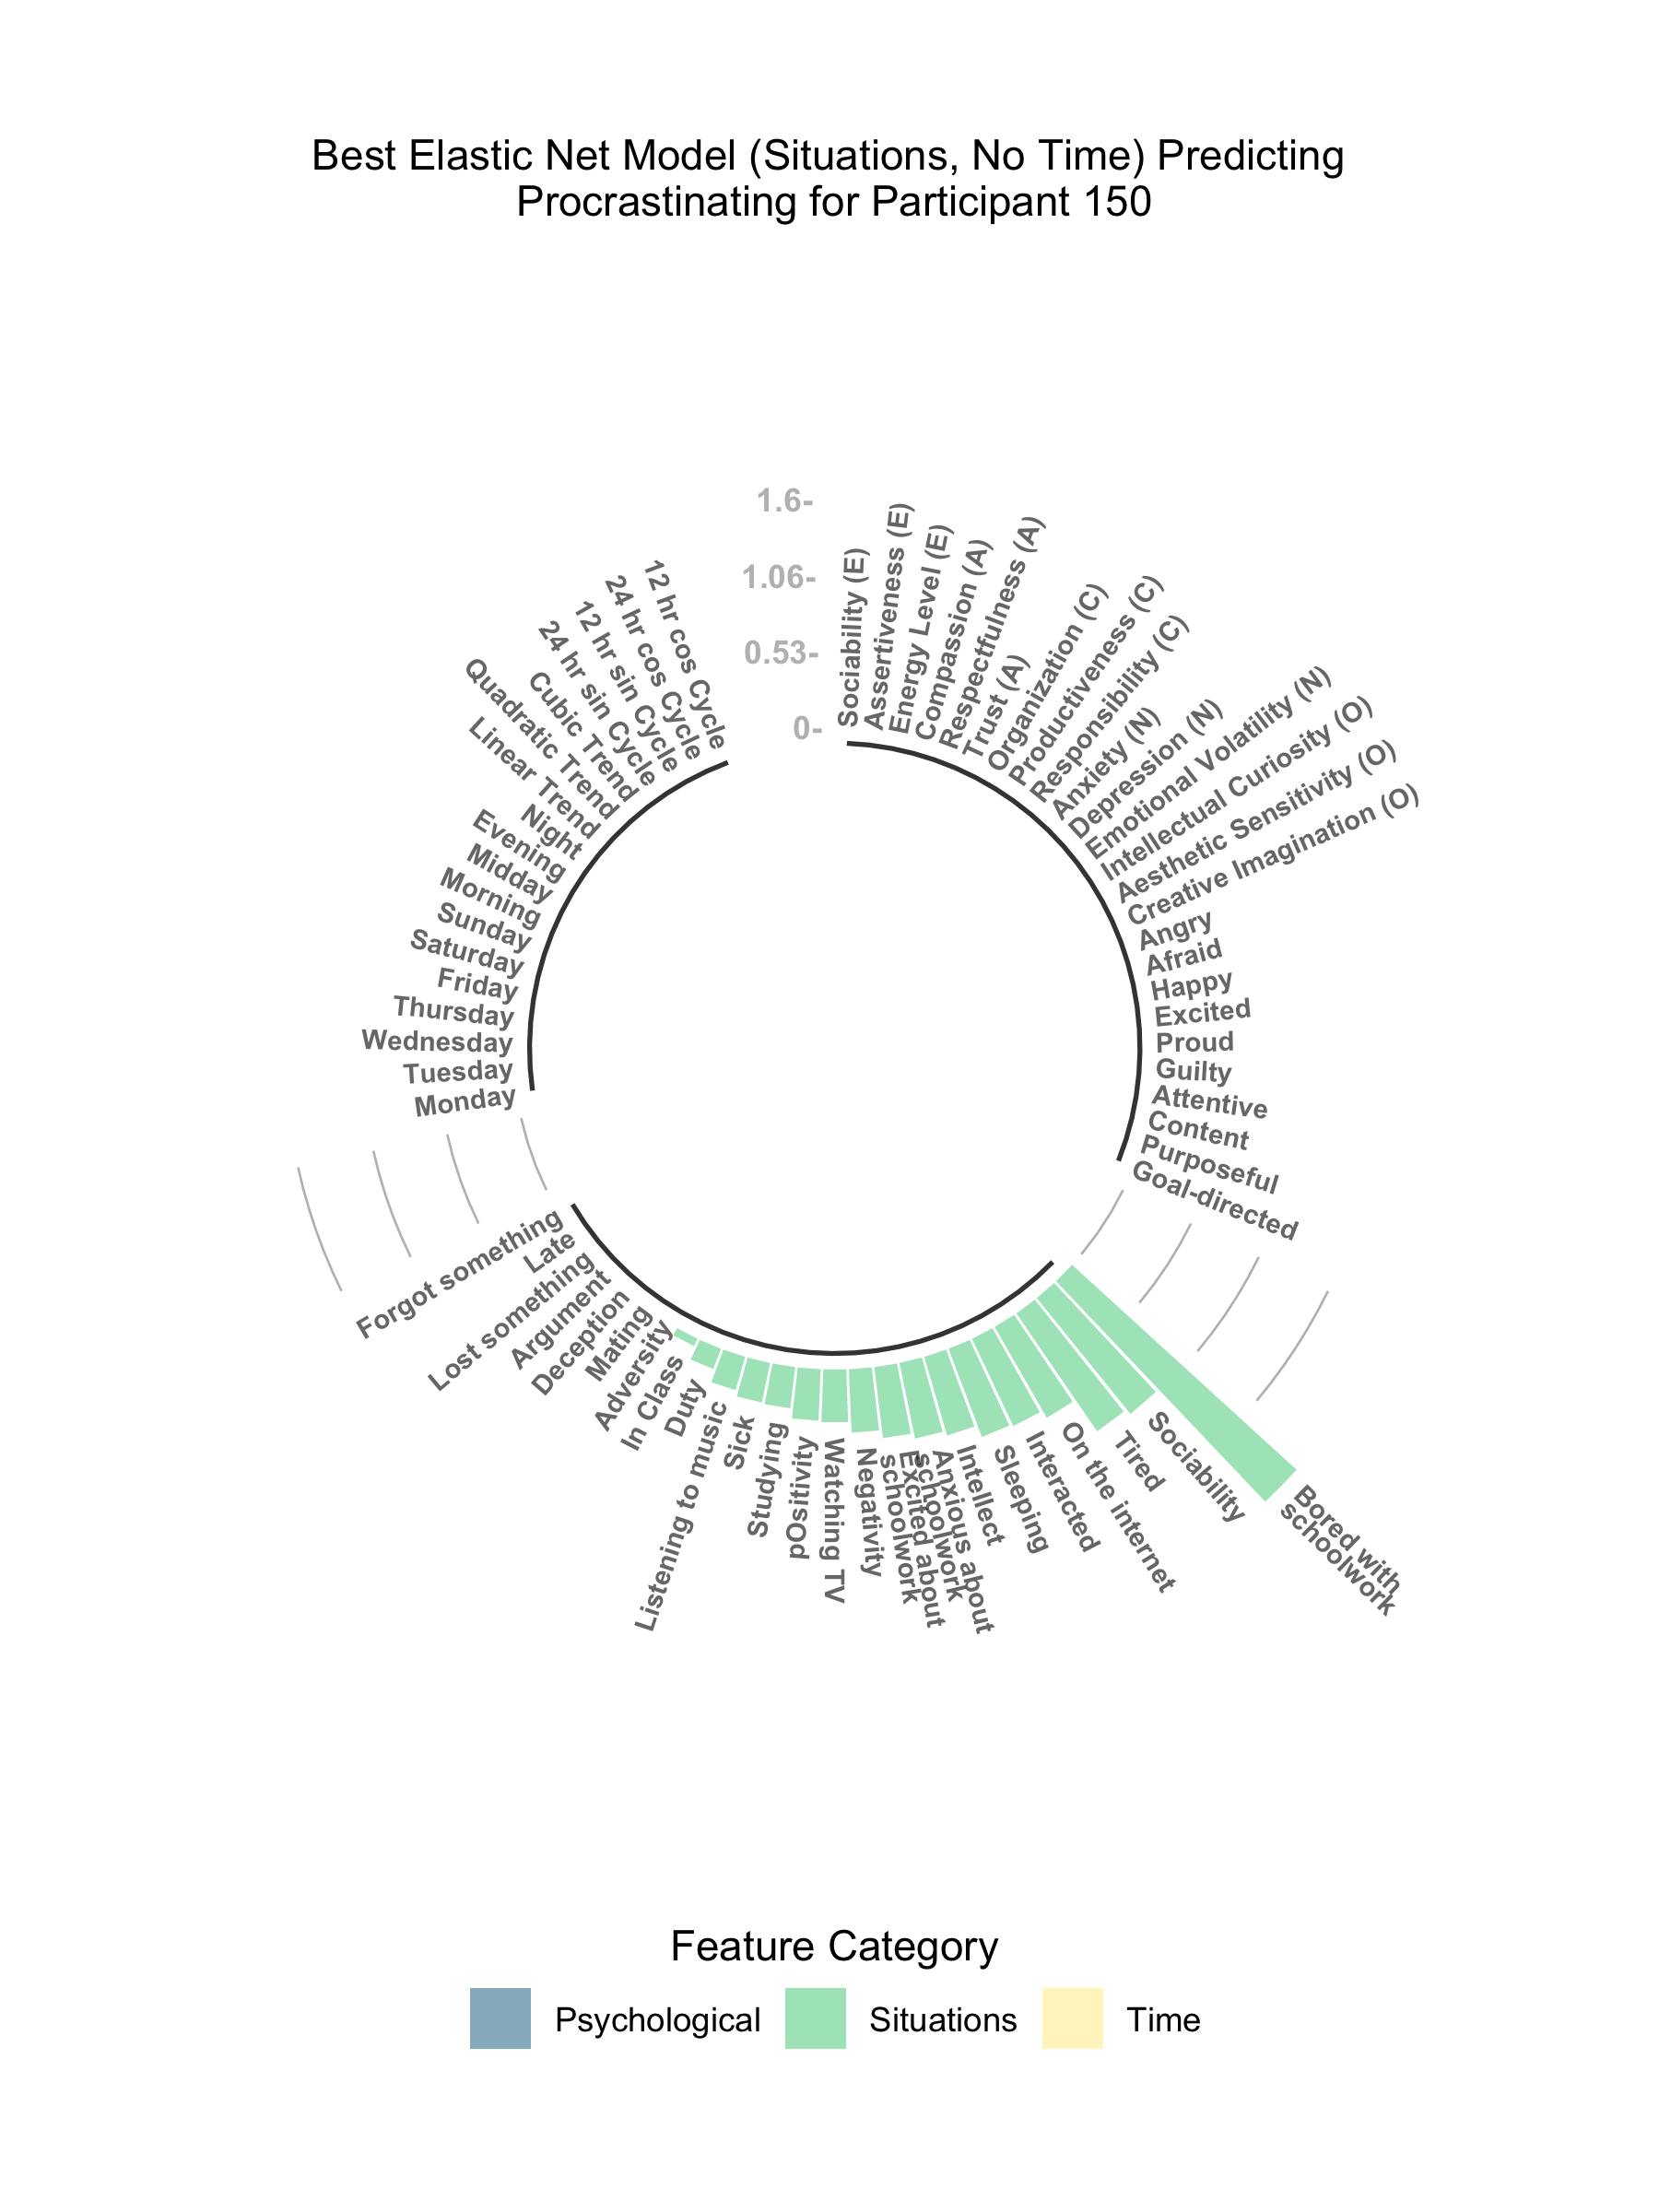 Best Elastic Net Model (Situations, No Time) Predicting
Procrastinating for Participant 150
1.6-
1.06-
0.53-
0-
Sociability (E)
Assertiveness (E)
Energy Level (E)
Compassion (A)
Respectfulness (A)
Trust (A)
Organization (C)
Productiveness (C)
Responsibility (C)
Anxiety (N)
Depression (N)
Emotional Volatility (N)
Intellectual Curiosity (O)
Aesthetic Sensitivity (O)
Creative Imagination (O)
Angry
Afraid
Happy
Excited
Proud
Guilty
Attentive
Content
Purposeful
Goal-directed
Bored with
schoolwork
Sociability
Tired
On the internet
Interacted
Sleeping
Intellect
Anxious about
schoolwork
Excited about
schoolwork
Negativity
Watching TV
pOsitivity
Studying
Sick
Listening to music
Duty
In Class
Adversity
Mating
Deception
Argument
Lost something
Late
Forgot something
Monday
Tuesday
Wednesday
Thursday
Friday
Saturday
Sunday
Morning
Midday
Evening
Night
Linear Trend
Quadratic Trend
Cubic Trend
24 hr sin Cycle
12 hr sin Cycle
24 hr cos Cycle
12 hr cos Cycle
Feature Category
Psychological
Situations
Time